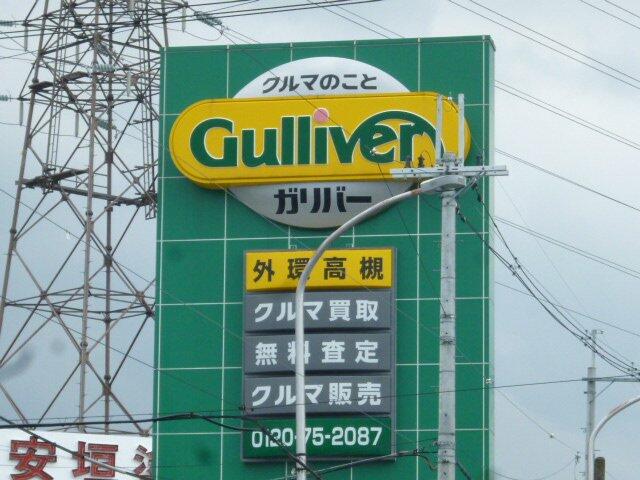 クルマのこと
Gulliver
ガリバー
外環高槻
クルマ買取
無料査定
クルマ販売
0120-75-2087
安垣